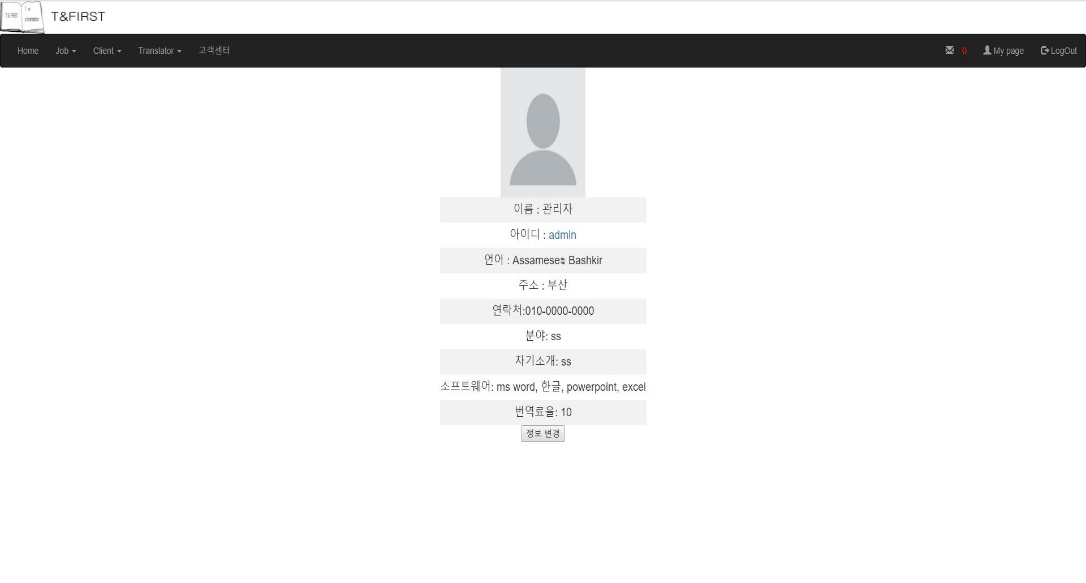 T&FIRST
Home Job Client Translator 고객센터 0 My page LogOut
이름 : 관리자
아이디 : admin
언어 : Assamese Bashkir
주소 : 부산
연락처:010-0000-0000
분야: ss
자기소개: ss
소프트웨어: ms word, 한글, powerpoint, excel
번역료율: 10
정보 변경